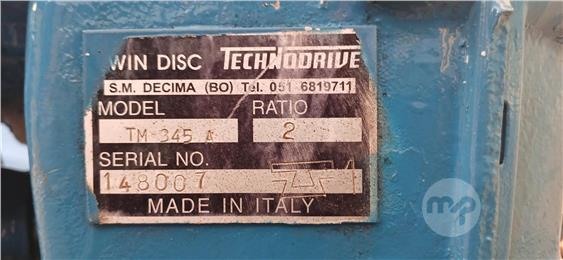 WIN DISC TECHNODRIVE
S.M. DECIMA (BO) Tel. 051 6819711
MODEL RATIO
TM 345 A 2
SERIAL NO.
148007
MADE IN ITALY
mp